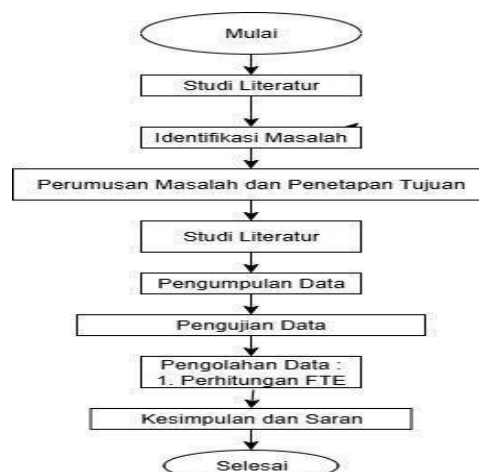 Mulai
Studi Literatur
Identifikasi Masalah
Perumusan Masalah dan Penetapan Tujuan
Studi Literatur
Pengumpulan Data
Pengujian Data
Pengolahan Data :
1. Perhitungan FTE
Kesimpulan dan Saran
Selesai